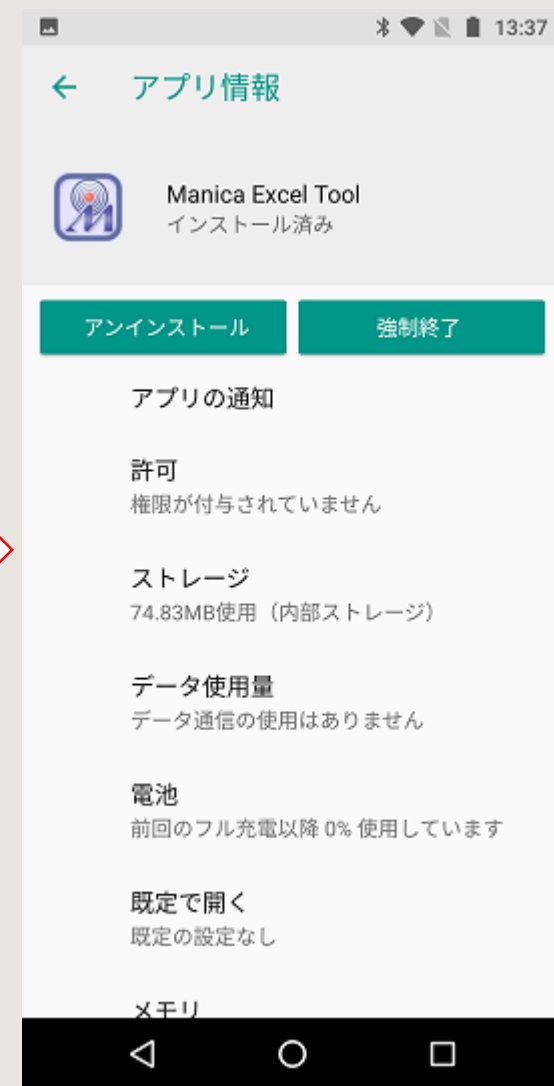 13:37
アプリ情報
Manica Excel Tool
インストール済み
アンインストール
強制終了
アプリの通知
許可
権限が付与されていません
ストレージ
74.83MB使用（内部ストレージ）
データ使用量
データ通信の使用はありません
電池
前回のフル充電以降 0% 使用しています
既定で開く
既定の設定なし
メモリ